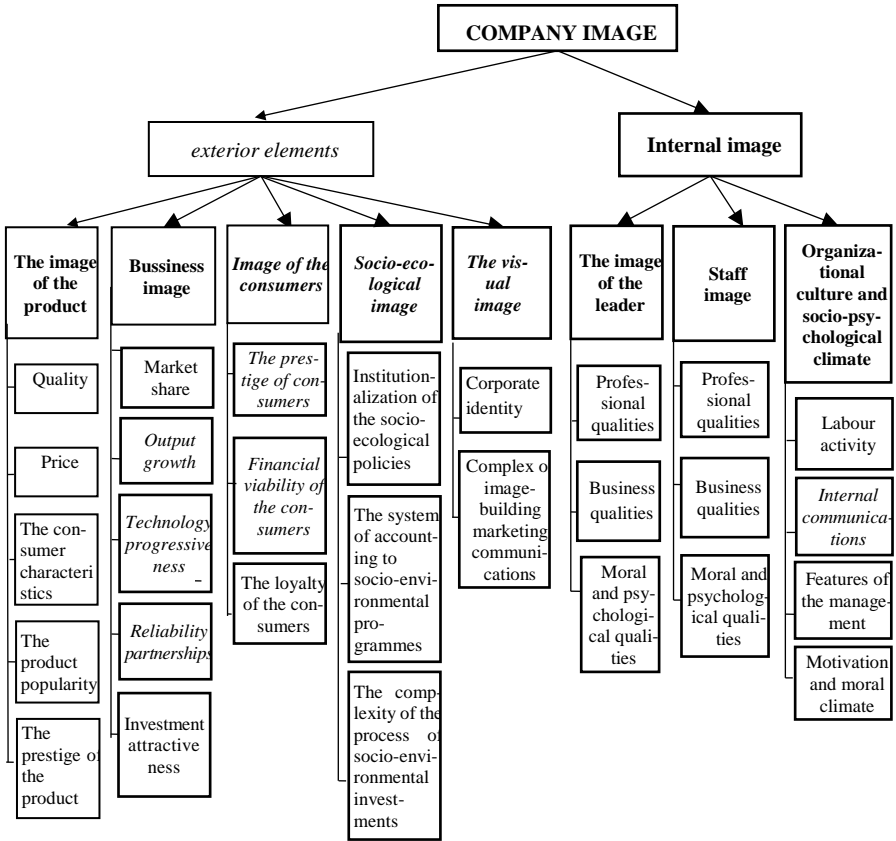 COMPANY IMAGE
exterior elements
Internal image
The image
of the
product
Bussiness
image
Image of the
consumers
Socio-eco-
logical
image
The vis-
ual
image
The image
of the
leader
Staff
image
Organiza-
tional
culture and
socio-psy-
chological
climate
Quality
Price
The con-
sumer
characteri
stics
The
product
popularity
The
prestige of
the
product
Market
share
Output
growth
Technology
progressive
ness
Reliability
partnerships
Investment
attractive
ness
The pres-
tige of con-
sumers
Financial
viability of
the con-
sumers
The loyalty
of the con-
sumers
Institution-
alization of
the socio-
ecological
policies
The system
of accounting
to
socio-envi-
ronmental
pro-
grammes
The comp-
lexity of the
process of
socio-envi-
ronmental
invest-
ments
Corporate
identity
Complex o
image-
building
marketing
communi-
cations
Profes-
sional
qualities
Business
qualities
Moral
and psy-
chologi-
cal quali-
ties
Profes-
sional
qualities
Business
qualities
Moral and
psycholog-
ical quali-
ties
Labour
activity
Internal
communica-
tions
Features of
the manage-
ment
Motivation
and moral
climate